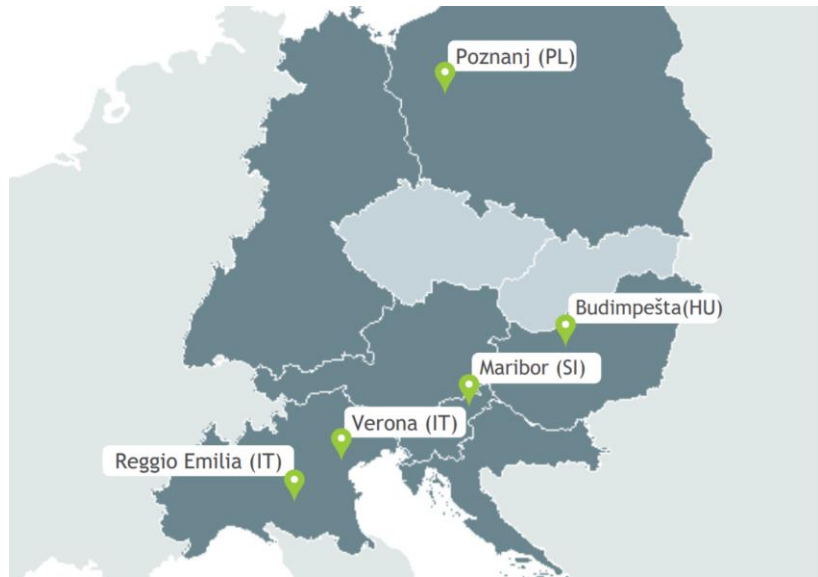 Poznanj (PL)
Budimpešta(HU)
Maribor (SI)
Verona (IT)
Reggio Emilia (IT)